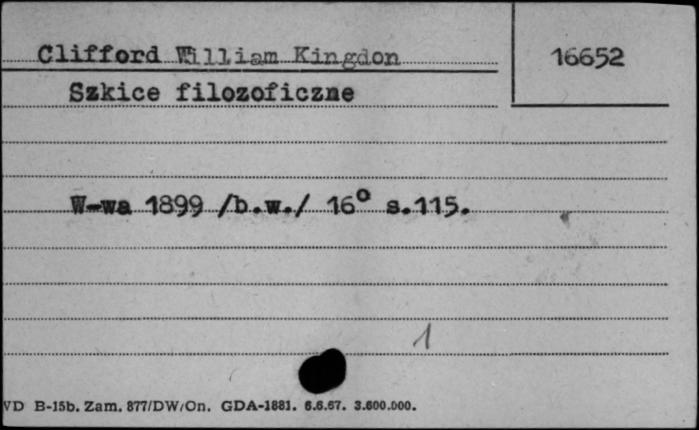 Clifford William Kingdon
16652
Szkice filozoficzne
W-wa 1899 /b.w./ 16° s.115.
1
VD B-15b. Zam. 877/DW/On. GDA-1881. 6.6.67. 3.600.000.